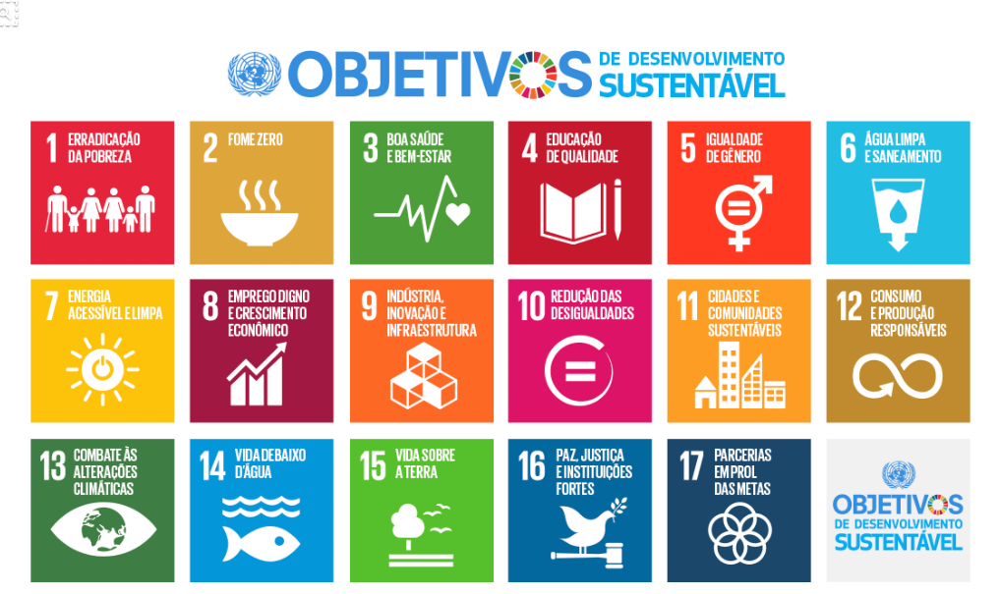 OBJETIVOS DE DESENVOLVIMENTO
SUSTENTÁVEL
1 ERRADICAÇÃO
DA POBREZA
2 FOME ZERO
3 BOA SAÚDE
E BEM-ESTAR
4 EDUCAÇÃO
DE QUALIDADE
5 IGUALDADE
DE GÊNERO
6 ÁGUA LIMPA
E SANEAMENTO
7 ENERGIA
ACESSÍVEL E LIMPA
8 EMPREGO DIGNO
E CRESCIMENTO
ECONÔMICO
9 INDÚSTRIA,
INOVAÇÃO E
INFRAESTRUTURA
10 REDUÇÃO DAS
DESIGUALDADES
11 CIDADES E
COMUNIDADES
SUSTENTÁVEIS
12 CONSUMO
E PRODUÇÃO
RESPONSÁVEIS
13 COMBATE ÀS
ALTERAÇÕES
CLIMÁTICAS
14 VIDA DEBAIXO
D'ÁGUA
15 VIDA SOBRE
A TERRA
16 PAZ, JUSTIÇA
E INSTITUIÇÕES
FORTES
17 PARCERIAS
EM PROL
DAS METAS
OBJETIVOS
DE DESENVOLVIMENTO
SUSTENTÁVEL